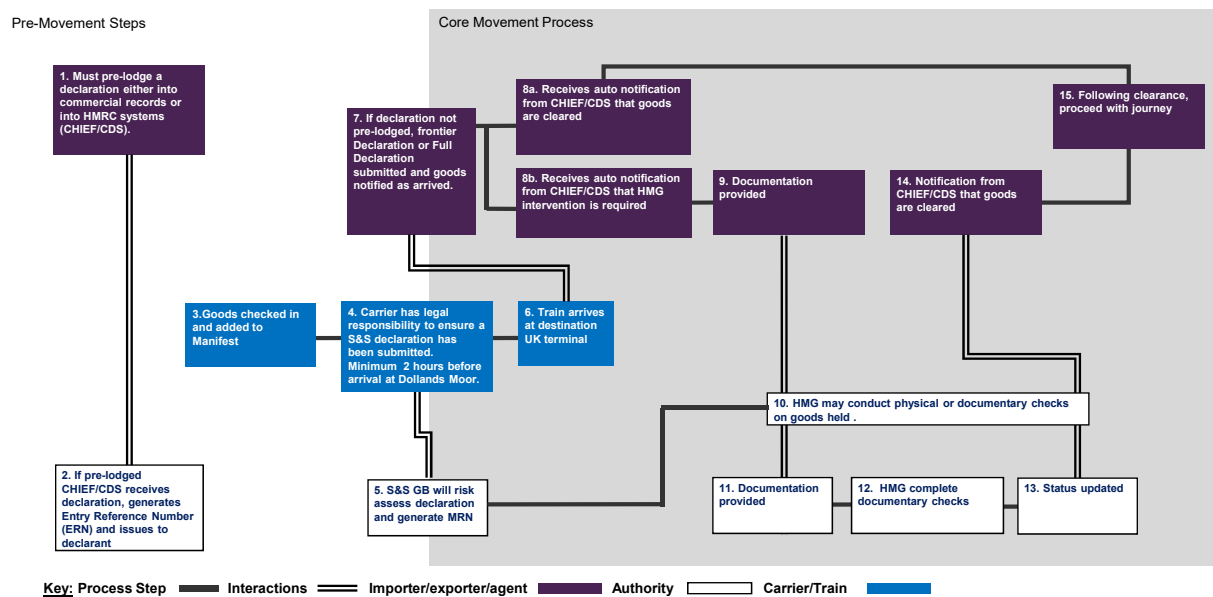 Pre-Movement Steps
Core Movement Process
1. Must pre-lodge a
declaration either into
commercial records or
into HMRC systems
(CHIEF/CDS).
7. If declaration not
pre-lodged, frontier
Declaration or Full
Declaration
submitted and goods
notified as arrived.
8a. Receives auto notification
from CHIEF/CDS that goods
are cleared
15. Following clearance,
proceed with journey
8b. Receives auto notification
from CHIEF/CDS that HMG
intervention is required
9. Documentation
provided
14. Notification from
CHIEF/CDS that goods
are cleared
3.Goods checked in
and added to
Manifest
4. Carrier has legal
responsibility to ensure a
S&S declaration has
been submitted.
Minimum 2 hours before
arrival at Dollands Moor.
6. Train arrives
at destination
UK terminal
10. HMG may conduct physical or documentary checks
on goods held .
2. If pre-lodged
CHIEF/CDS receives
declaration, generates
Entry Reference Number
(ERN) and issues to
declarant
5. S&S GB will risk
assess declaration
and generate MRN
11. Documentation
provided
12. HMG complete
documentary checks
13. Status updated
Key: Process Step Interactions Importer/exporter/agent Authority Carrier/Train